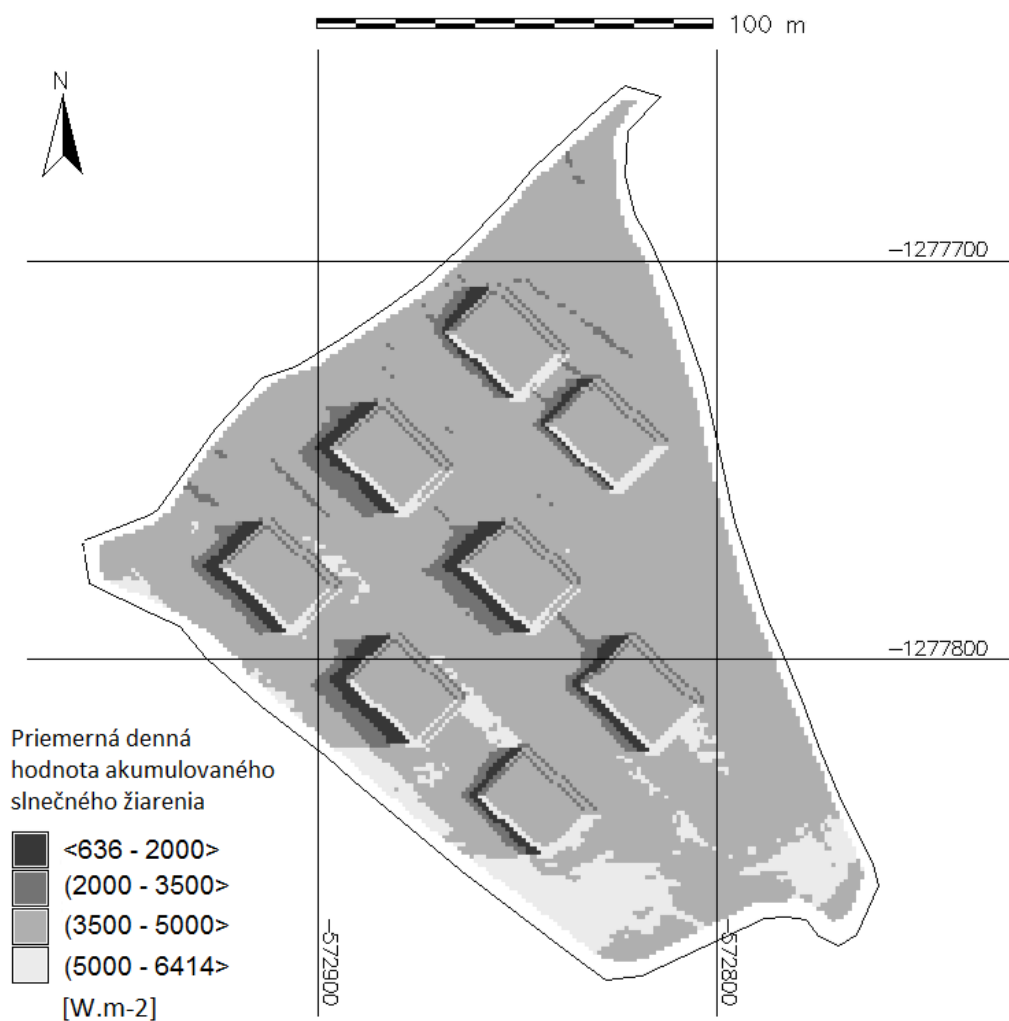 100 m
N
−1277700
−1277800
Priemerná denná
hodnota akumulovaného
slnečného žiarenia
<636 - 2000>
(2000 - 3500>
(3500 - 5000>
(5000 - 6414>
[W.m-2]
−572900
−572800